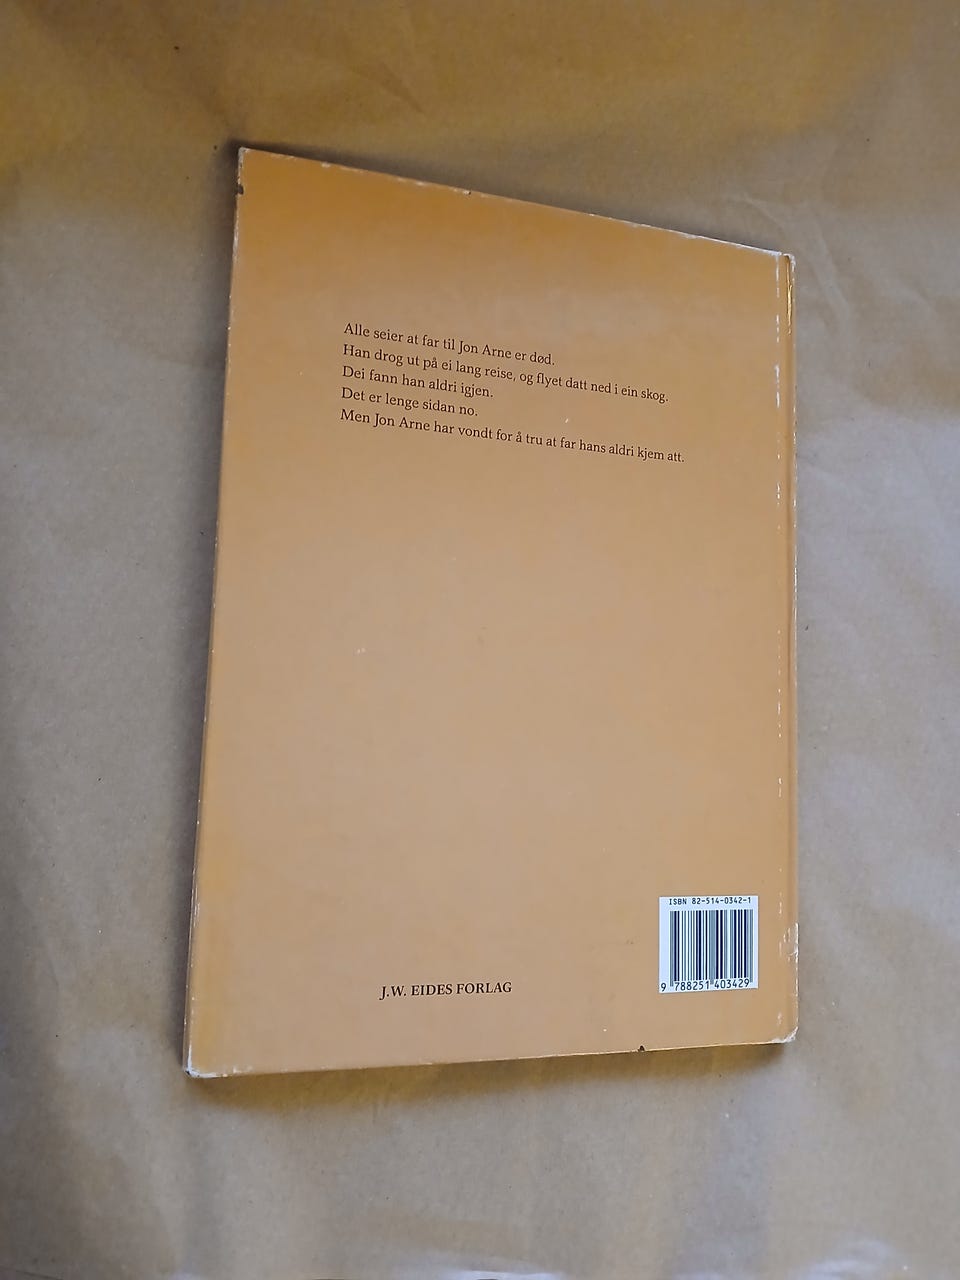 Alle seier at far til Jon Arne er død.
Han drog ut på ei lang reise, og flyet datt ned i ein skog.
Dei fann han aldri igjen.
Det er lenge sidan no.
Men Jon Arne har vondt for å tru at far hans aldri kjem att.
ISBN 82-514-0342-1
9 788251 403429
J.W. EIDES FORLAG